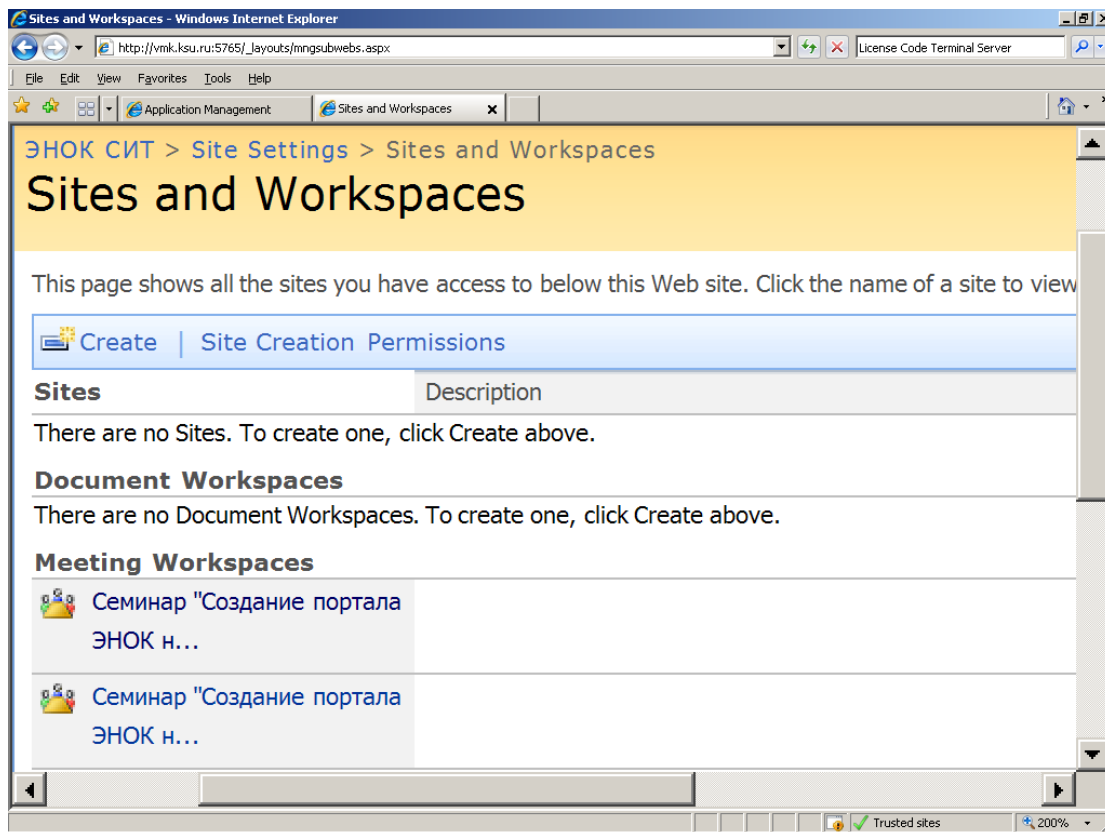 Sites and Workspaces - Windows Internet Explorer
http://vmk.ksu.ru:5765/_layouts/mngsubwebs.aspx
License Code Terminal Server
File Edit View Favorites Tools Help
Application Management
Sites and Workspaces
ЭНОК СИТ > Site Settings > Sites and Workspaces
Sites and Workspaces
This page shows all the sites you have access to below this Web site. Click the name of a site to view
Create | Site Creation Permissions
Sites Description
There are no Sites. To create one, click Create above.
Document Workspaces
There are no Document Workspaces. To create one, click Create above.
Meeting Workspaces
Семинар "Создание портала
ЭНОК н...
Семинар "Создание портала
ЭНОК н...
Trusted sites
200%